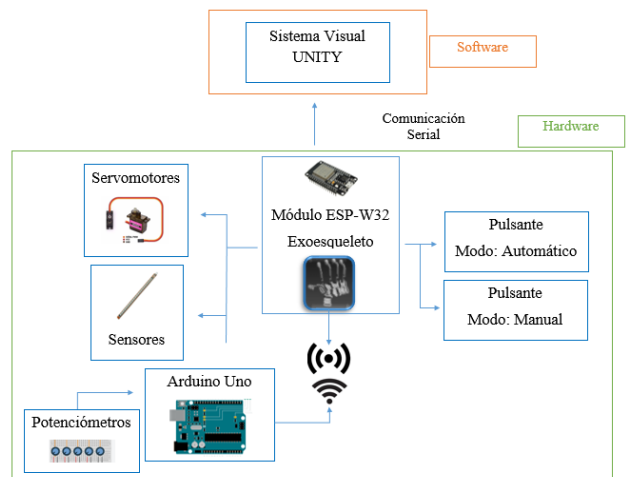 Sistema Visual
UNITY
Software
Comunicación
Serial
Hardware
Servomotores
Módulo ESP-W32
Exoesqueleto
Pulsante
Modo: Automático
Pulsante
Modo: Manual
Sensores
Arduino Uno
Potenciómetros